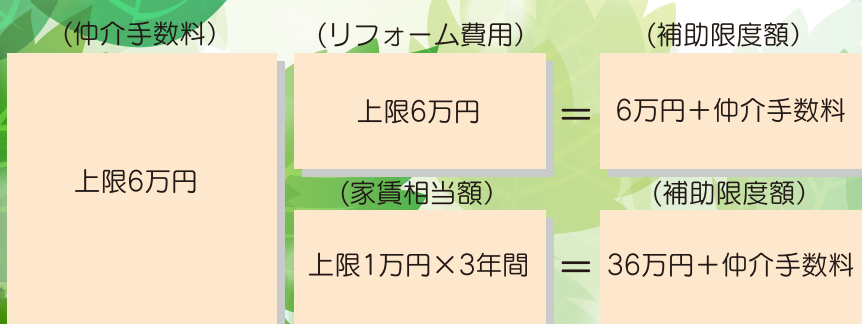 (仲介手数料)
(リフォーム費用)
(補助限度額)
上限6万円
上限6万円
=
6万円+仲介手数料
(家賃相当額)
(補助限度額)
上限1万円×3年間
=
36万円+仲介手数料